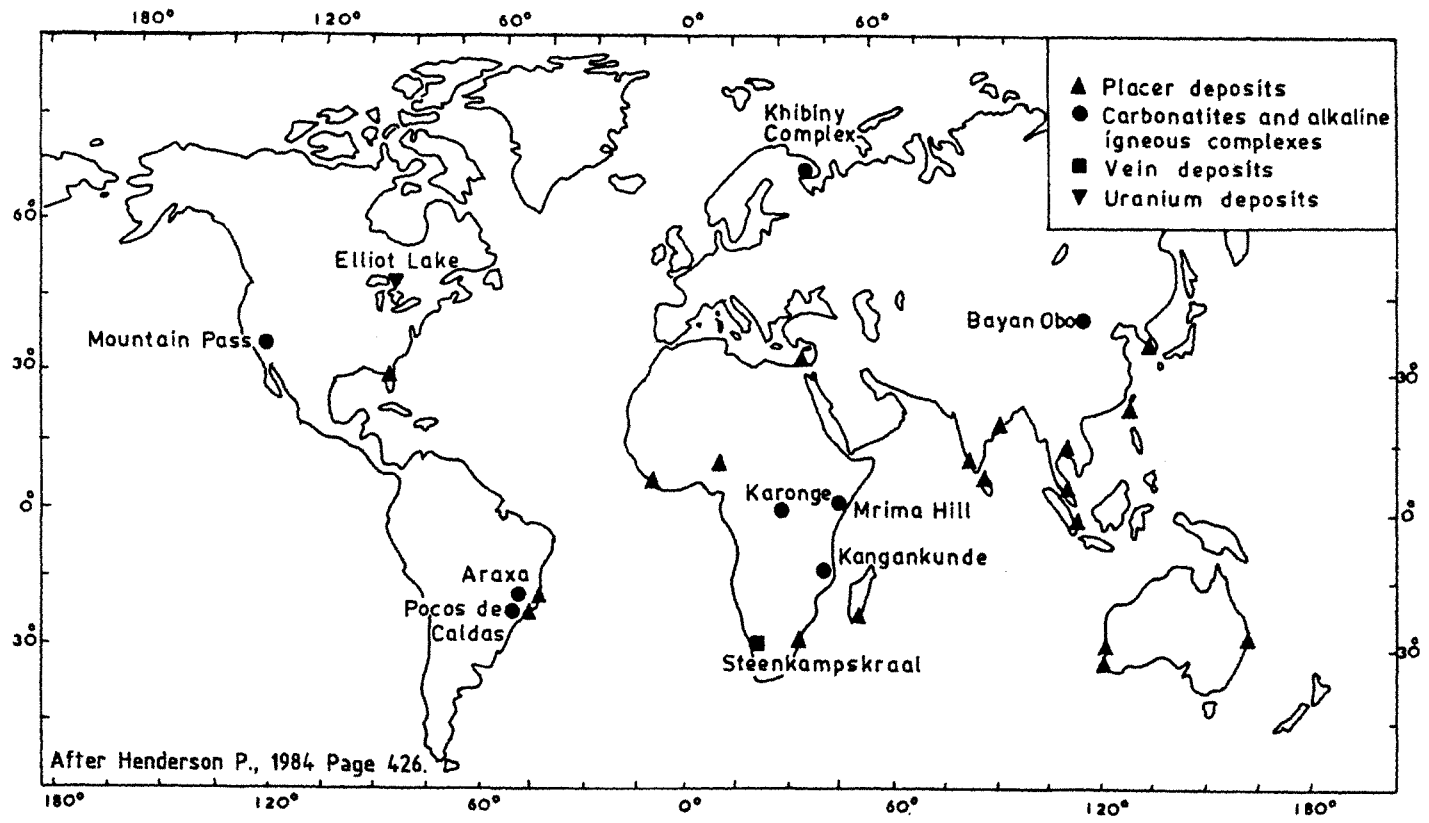 180° 120° 60° 0° 60°
Placer deposits
Carbonatites and alkaline
igneous complexes
Vein deposits
Uranium deposits
Khibiny
Complex
60°
Elliot Lake
Bayan Obo
Mountain Pass
30° 30°
Karonge
Mrima Hill
0° 0°
Kangankunde
Araxa
Pocos de
Caldas
30° 30°
Steenkampskraal
After Henderson P., 1984 Page 426.
180° 120° 60° 0° 60° 120° 180°